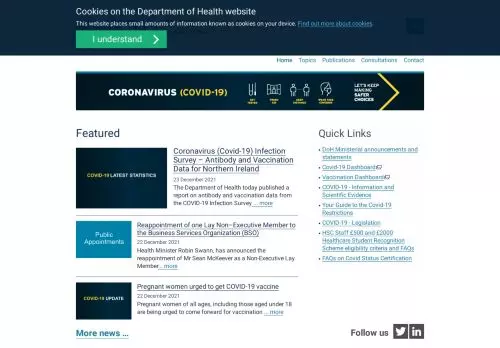 Cookies on the Department of Health website
This website places small amounts of information known as cookies on your device. Find out more about cookies.
I understand
Home Topics Publications Consultations Contact
CORONAVIRUS (COVID-19)
LET'S KEEP
MAKING
SAFER
CHOICES
Featured
COVID-19 LATEST STATISTICS
Coronavirus (Covid-19) Infection
Survey – Antibody and Vaccination
Data for Northern Ireland
23 December 2021
The Department of Health today published a
report on antibody and vaccination data from
the COVID-19 Infection Survey ... more
Public
Appointments
Reappointment of one Lay Non–Executive Member to
the Business Services Organization (BSO)
22 December 2021
Health Minister Robin Swann, has announced the
reappointment of Mr Sean McKeever as a Non-Executive Lay
Member... more
COVID-19 UPDATE
Pregnant women urged to get COVID-19 vaccine
22 December 2021
Pregnant women of all ages, including those aged under 18
are being urged to come forward for vaccination ... more
More news ...
Quick Links
DoH Ministerial announcements and
statements
Covid-19 Dashboard
Vaccination Dashboard
COVID-19 - Information and
Scientific Evidence
Your Guide to the Covid-19
Restrictions
COVID-19 - Legislation
HSC Staff £500 and £2000
Healthcare Student Recognition
Scheme eligibility criteria and FAQs
FAQs on Covid Status Certification
Follow us